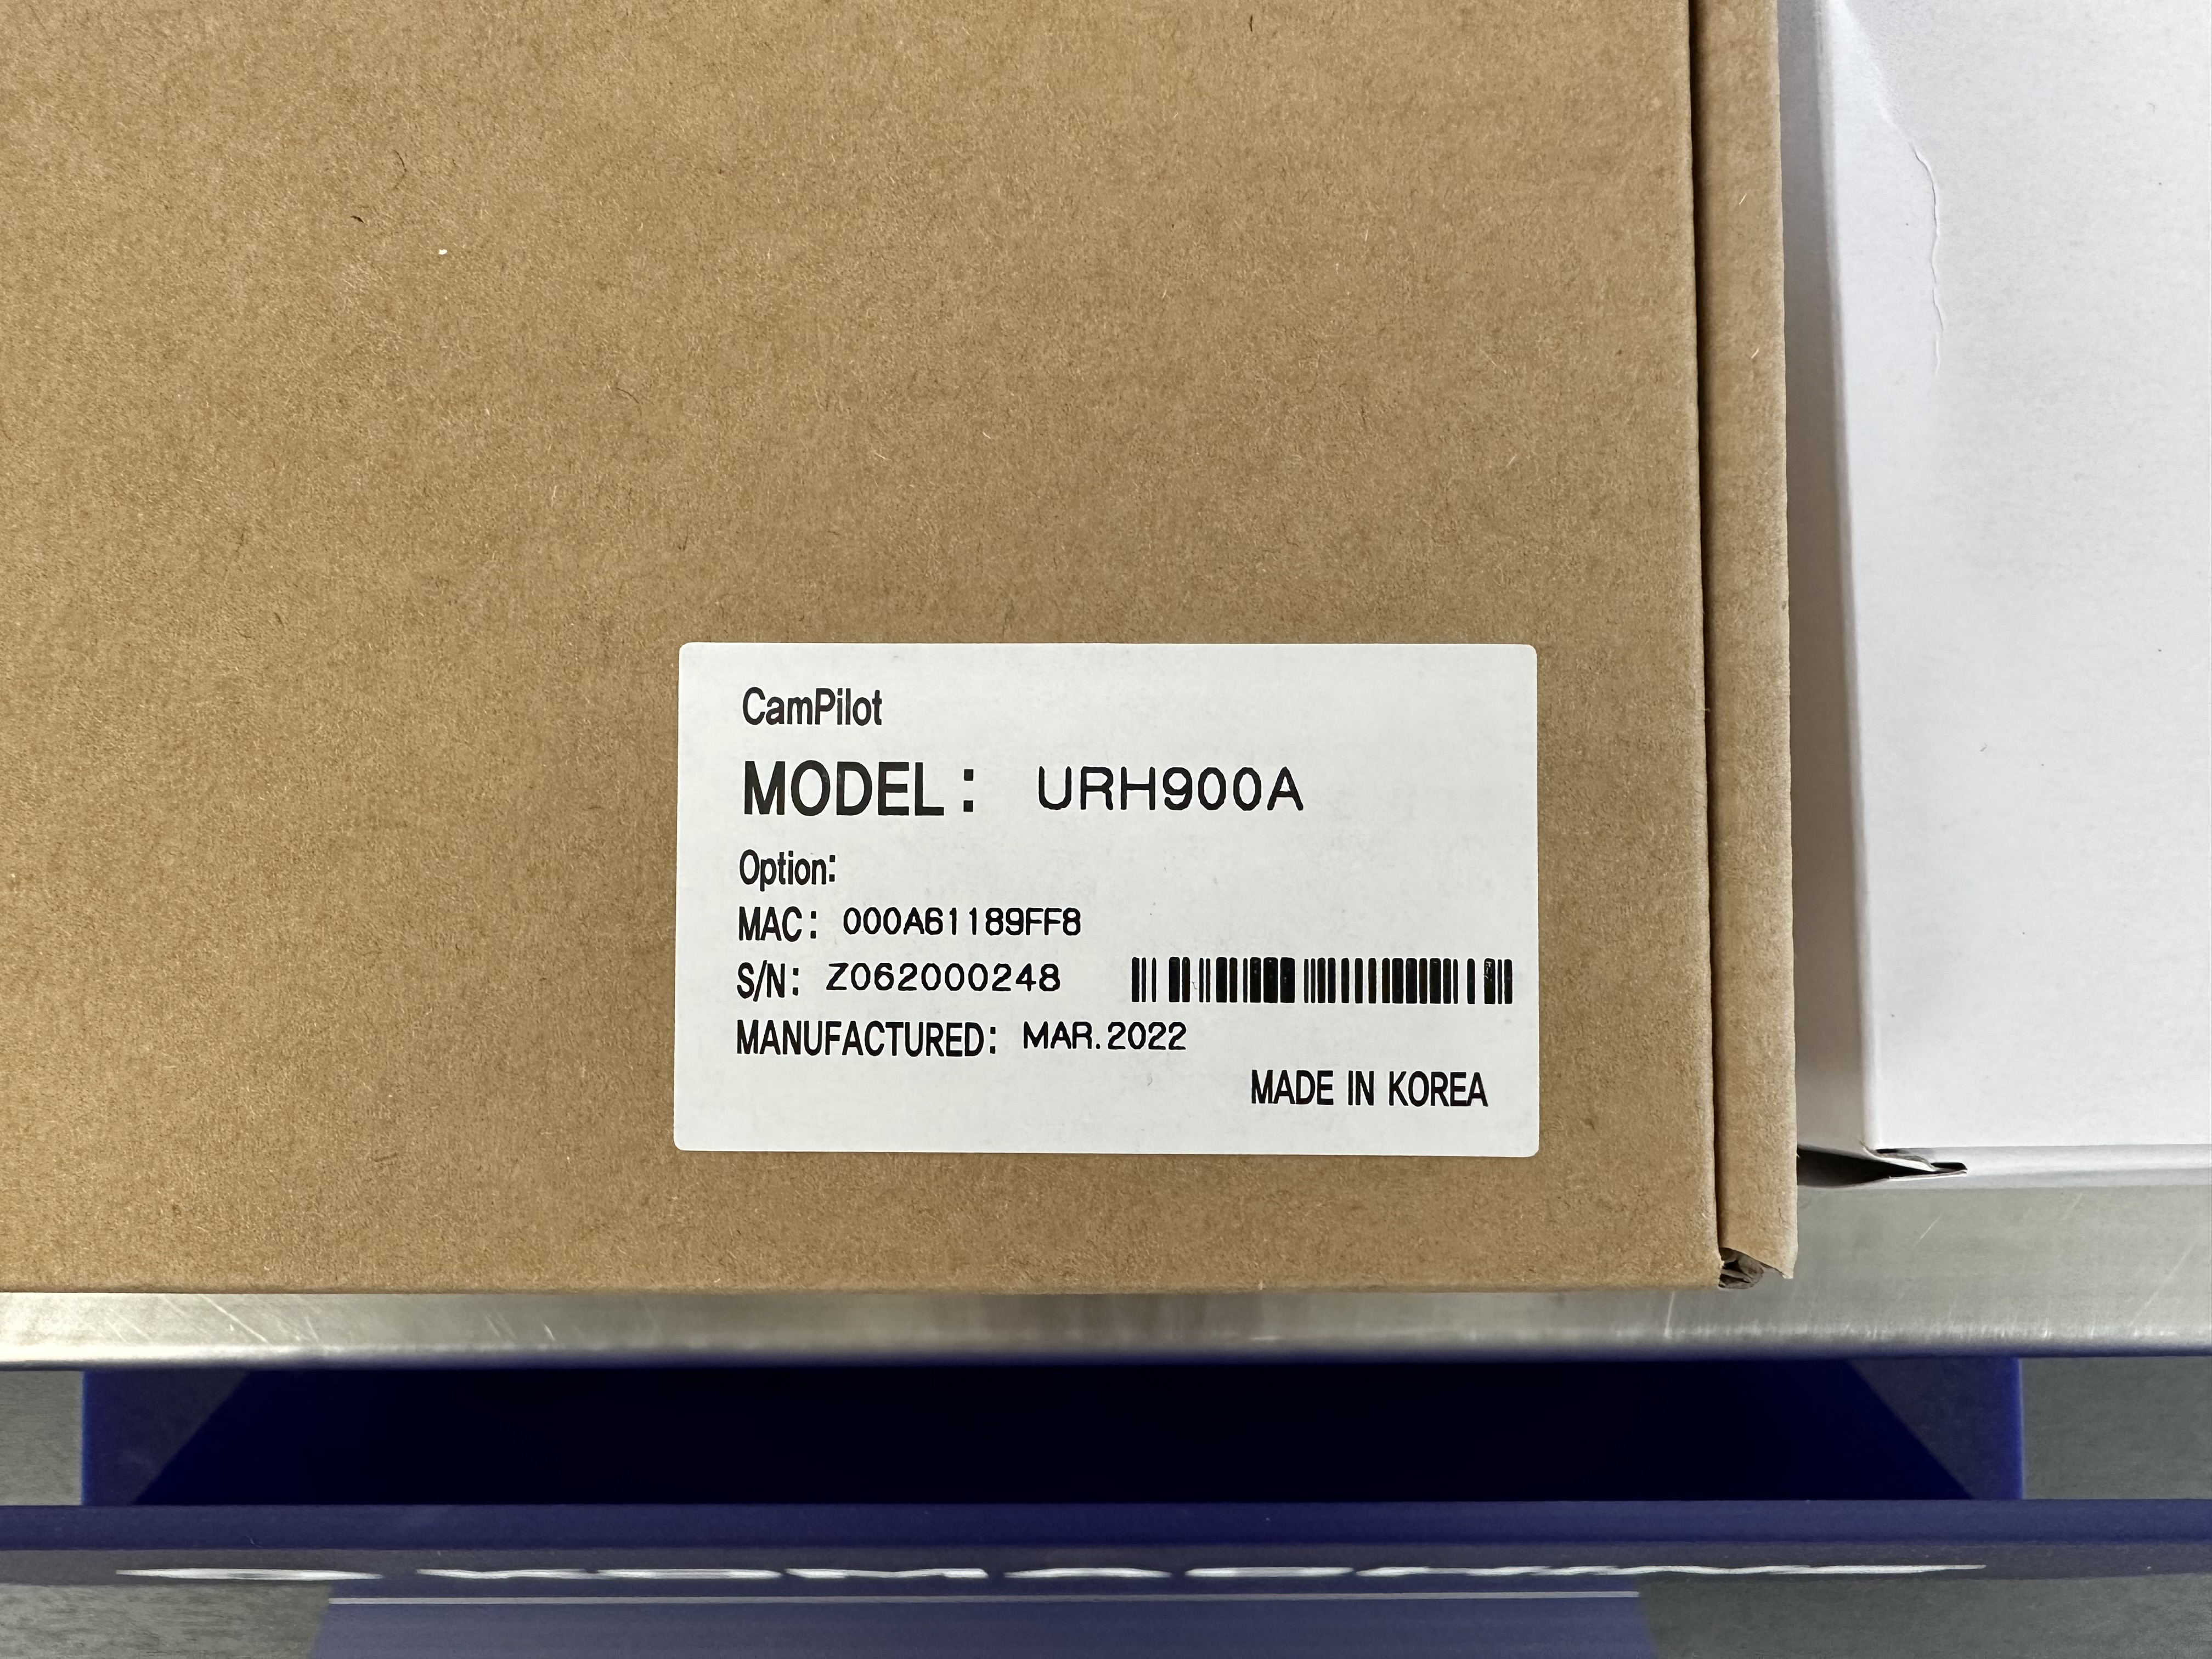 CamPilot
MODEL: URH900A
Option:
MAC: 000A61189FF8
S/N: Z062000248
MANUFACTURED: MAR.2022
MADE IN KOREA